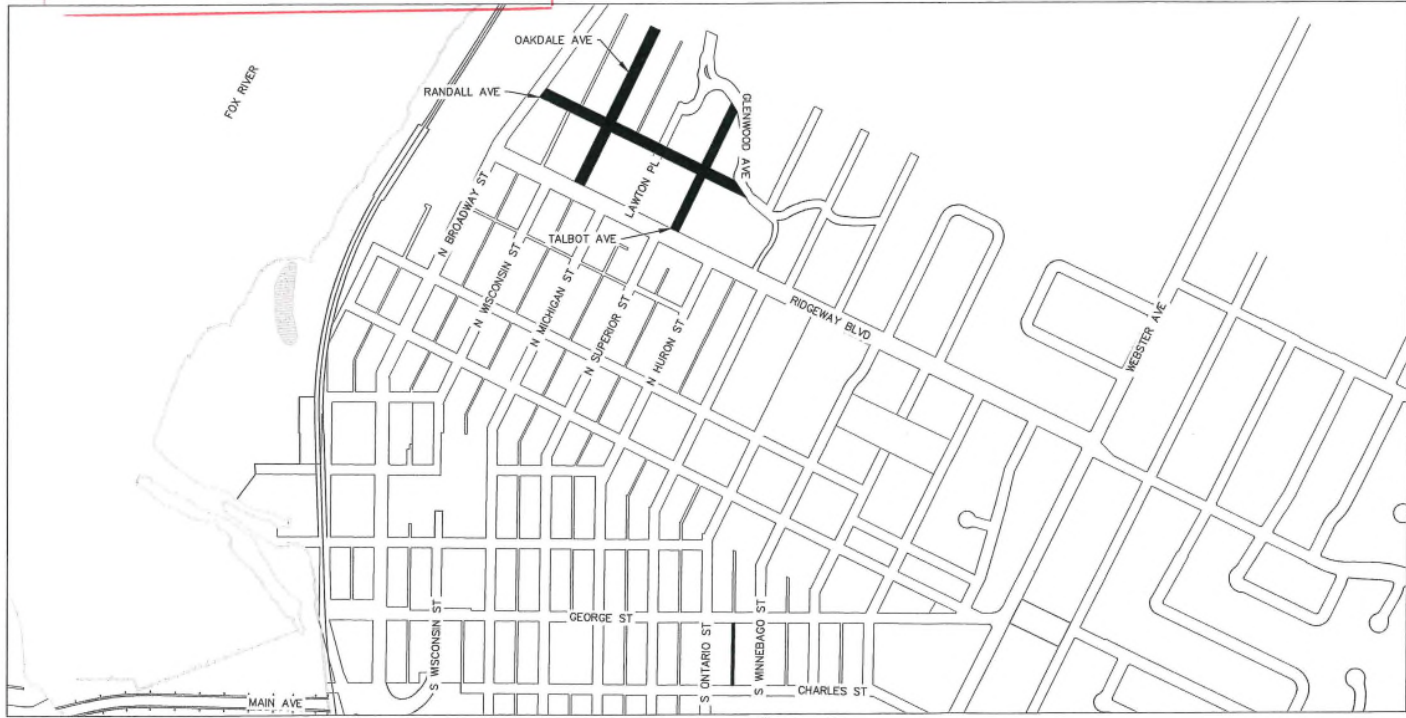 OAKDALE AVE
FOX RIVER
RANDALL AVE
GLENWOOD AVE
LAWTON PL
N BROADWAY ST
TALBOT AVE
N WISCONSIN ST
N MICHIGAN ST
RIDGEWAY BLVD
N SUPERIOR ST
N HURON ST
WEBSTER AVE
S WISCONSIN ST
GEORGE ST
S ONTARIO ST
S WINNEBAGO ST
CHARLES ST
MAIN AVE